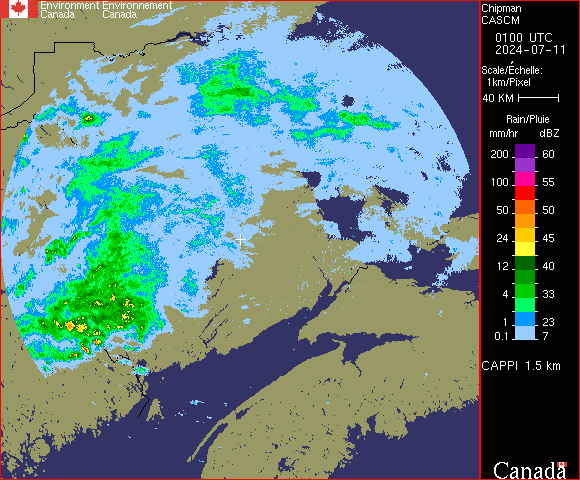 Environment Environnement
Canada Canada
Chipman
CASCM
0100 UTC
2024-07-11
Scale/Échelle:
1km/Pixel
40 KM
Rain/Pluie
mm/hr dBZ
200 60
100 55
50 50
24 45
12 40
4 33
1 23
0.1 7
CAPPI 1.5 km
Canada